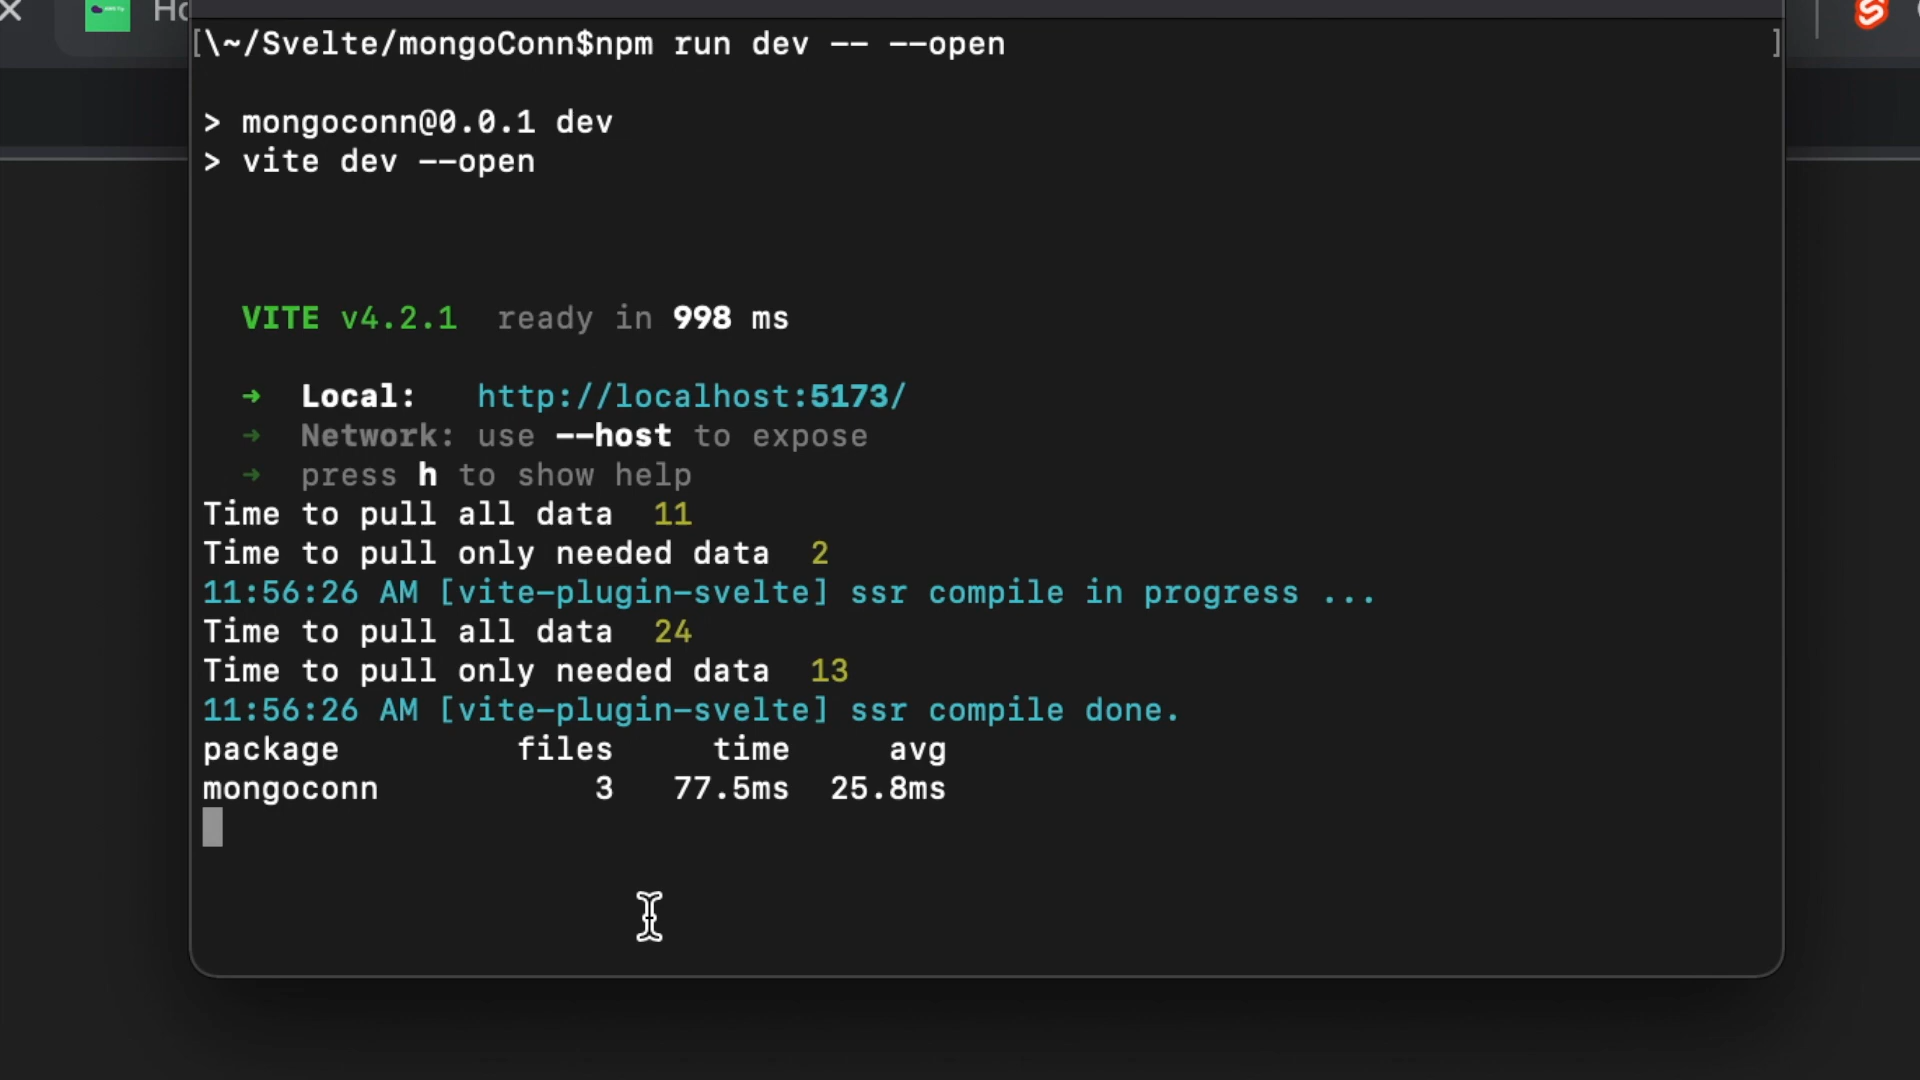 [\~/Svelte/mongoConn$npm run dev -- --open ]
> mongoconn@0.0.1 dev
> vite dev --open
VITE v4.2.1 ready in 998 ms
➜ Local: http://localhost:5173/
➜ Network: use --host to expose
➜ press h to show help
Time to pull all data 11
Time to pull only needed data 2
11:56:26 AM [vite-plugin-svelte] ssr compile in progress ...
Time to pull all data 24
Time to pull only needed data 13
11:56:26 AM [vite-plugin-svelte] ssr compile done.
package files time avg
mongoconn 3 77.5ms 25.8ms